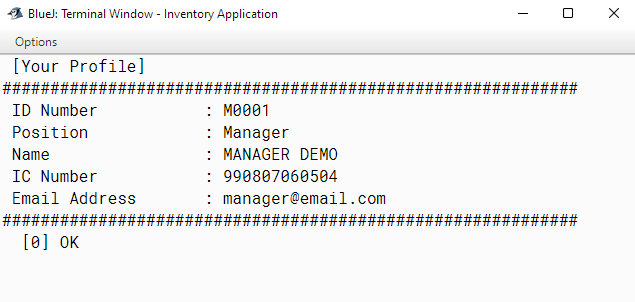 BlueJ: Terminal Window - Inventory Application
Options
[Your Profile]
############################################################
ID Number : M0001
Position : Manager
Name : MANAGER DEMO
IC Number : 990807060504
Email Address : manager@email.com
############################################################
[0] OK